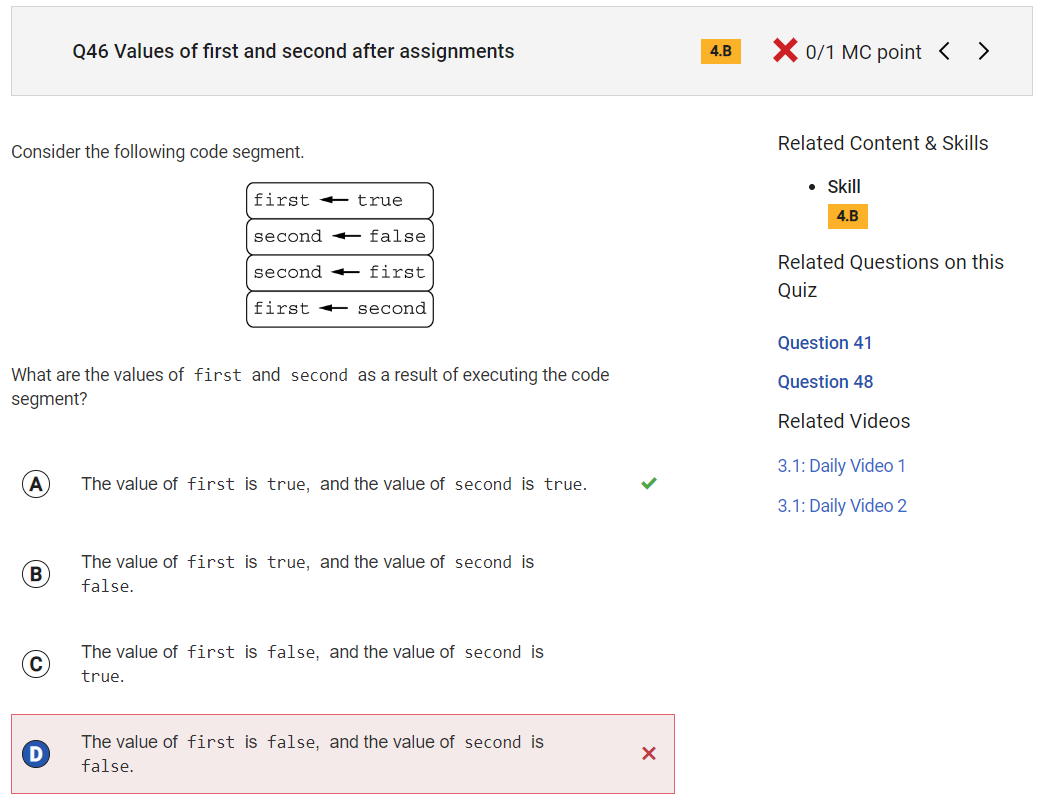 Q46 Values of first and second after assignments
4.B
0/1 MC point
Consider the following code segment.
first ← true
second ← false
second ← first
first ← second
What are the values of first and second as a result of executing the code
segment?
A
The value of first is true, and the value of second is true.
B
The value of first is true, and the value of second is
false.
C
The value of first is false, and the value of second is
true.
D
The value of first is false, and the value of second is
false.
Related Content & Skills
• Skill
4.B
Related Questions on this
Quiz
Question 41
Question 48
Related Videos
3.1: Daily Video 1
3.1: Daily Video 2